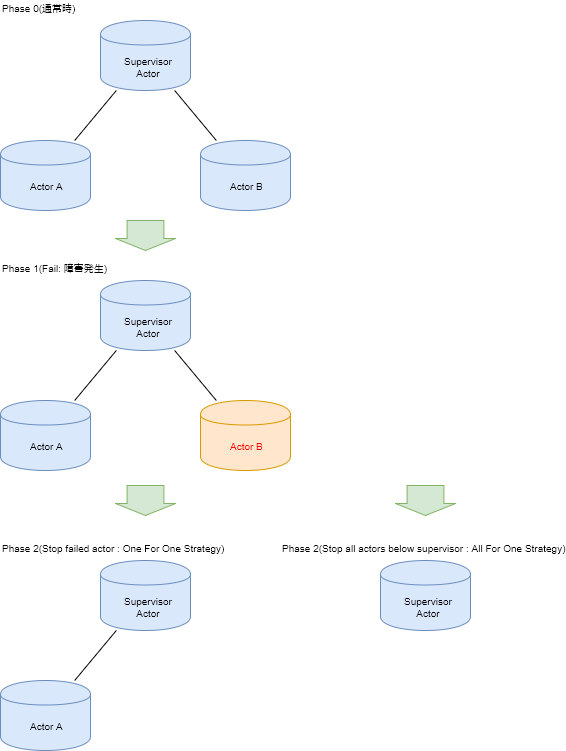 Phase 0(通常時)
Supervisor
Actor
Actor A
Actor B
Phase 1(Fail: 障害発生)
Supervisor
Actor
Actor A
Actor B
Phase 2(Stop failed actor : One For One Strategy)
Supervisor
Actor
Actor A
Phase 2(Stop all actors below supervisor : All For One Strategy)
Supervisor
Actor